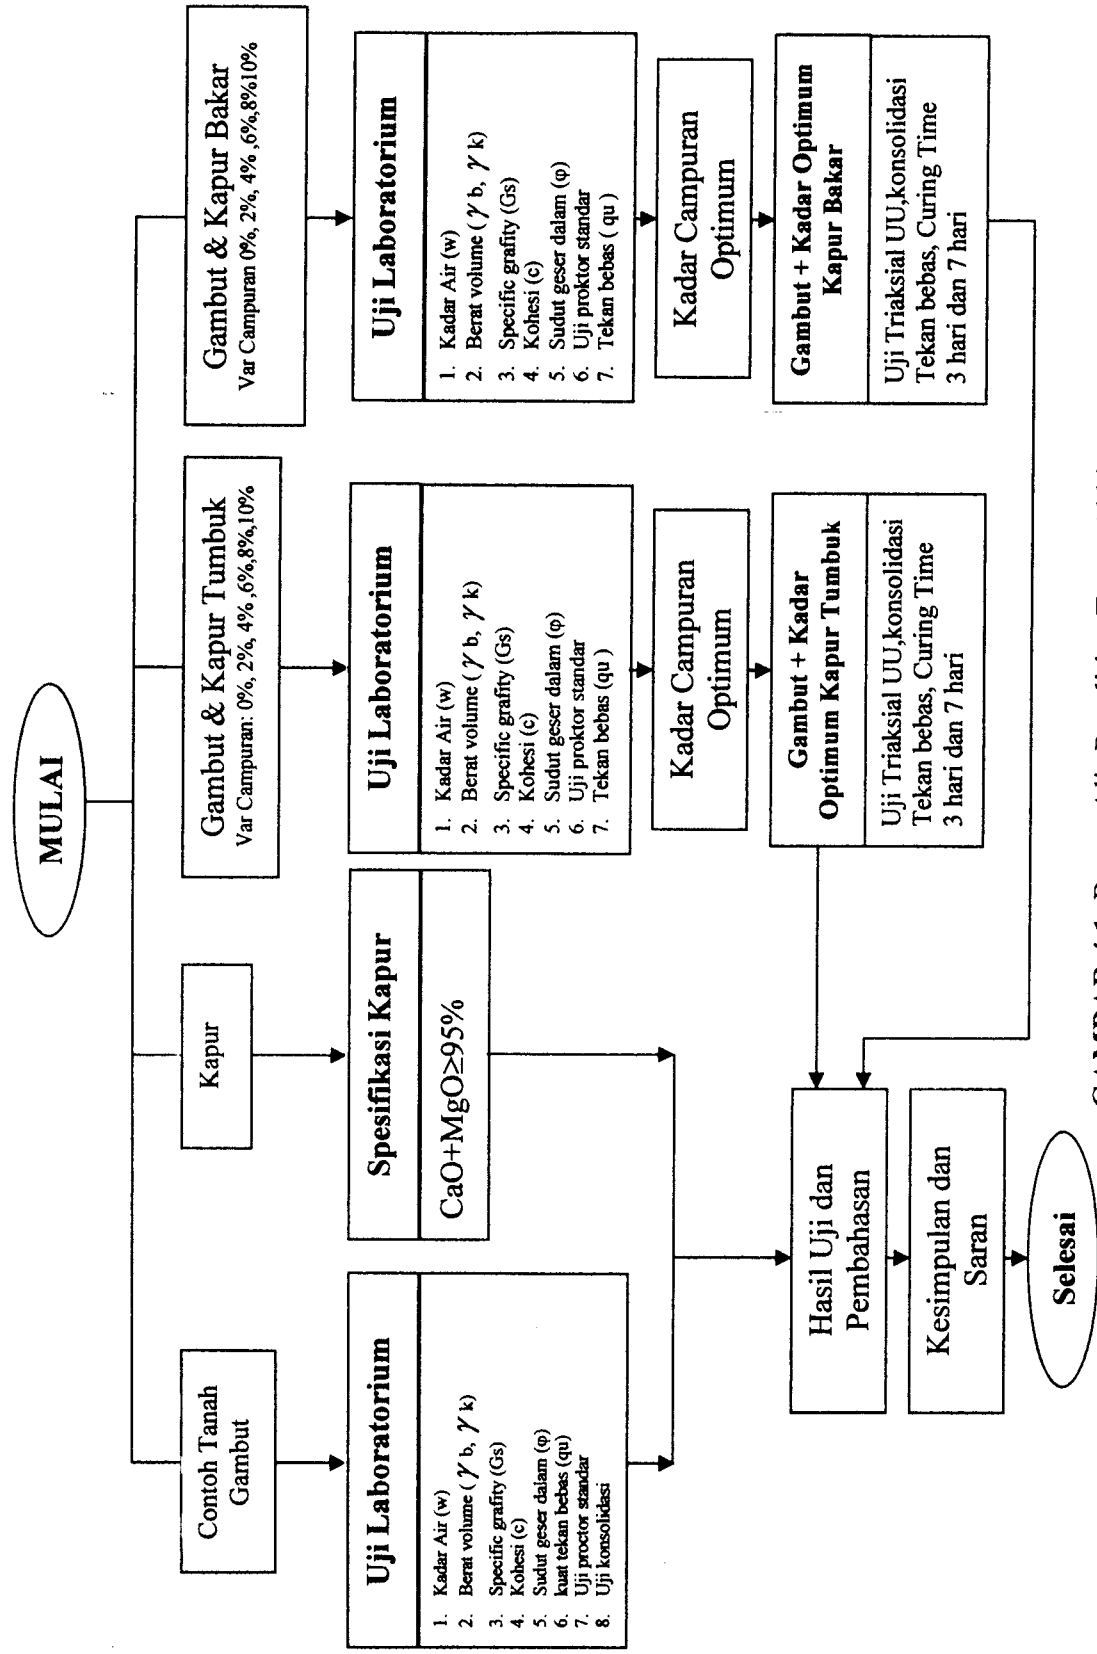 MULAI
Contoh Tanah
Gambut
Uji Laboratorium
1. Kadar Air (w)
2. Berat volume ( γ b, γ k)
3. Specific grafity (Gs)
4. Kohesi (c)
5. Sudut geser dalam (φ)
6. kuat tekan bebas (qu)
7. Uji proctor standar
8. Uji konsolidasi
Kapur
Spesifikasi Kapur
CaO+MgO≥95%
Gambut & Kapur Tumbuk
Var Campuran: 0%, 2%, 4% ,6%,8%,10%
Uji Laboratorium
1. Kadar Air (w)
2. Berat volume ( γ b, γ k)
3. Specific grafity (Gs)
4. Kohesi (c)
5. Sudut geser dalam (φ)
6. Uji proktor standar
7. Tekan bebas (qu )
Kadar Campuran
Optimum
Gambut + Kadar
Optimum Kapur Tumbuk
Uji Triaksial UU,konsolidasi
Tekan bebas, Curing Time
3 hari dan 7 hari
Gambut & Kapur Bakar
Var Campuran 0%, 2%, 4% ,6%,8%10%
Uji Laboratorium
1. Kadar Air (w)
2. Berat volume ( γ b, γ k)
3. Specific grafity (Gs)
4. Kohesi (c)
5. Sudut geser dalam (φ)
6. Uji proktor standar
7. Tekan bebas ( qu )
Kadar Campuran
Optimum
Gambut + Kadar Optimum
Kapur Bakar
Uji Triaksial UU,konsolidasi
Tekan bebas, Curing Time
3 hari dan 7 hari
Hasil Uji dan
Pembahasan
Kesimpulan dan
Saran
Selesai